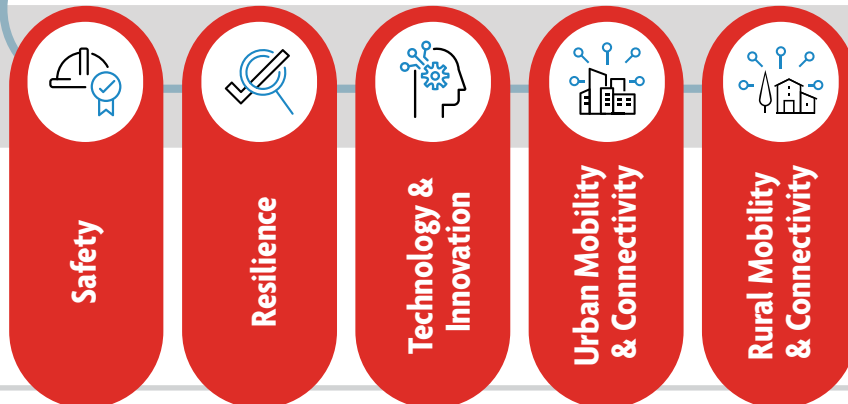 Safety
Resilience
Technology &
Innovation
Urban Mobility
& Connectivity
Rural Mobility
& Connectivity